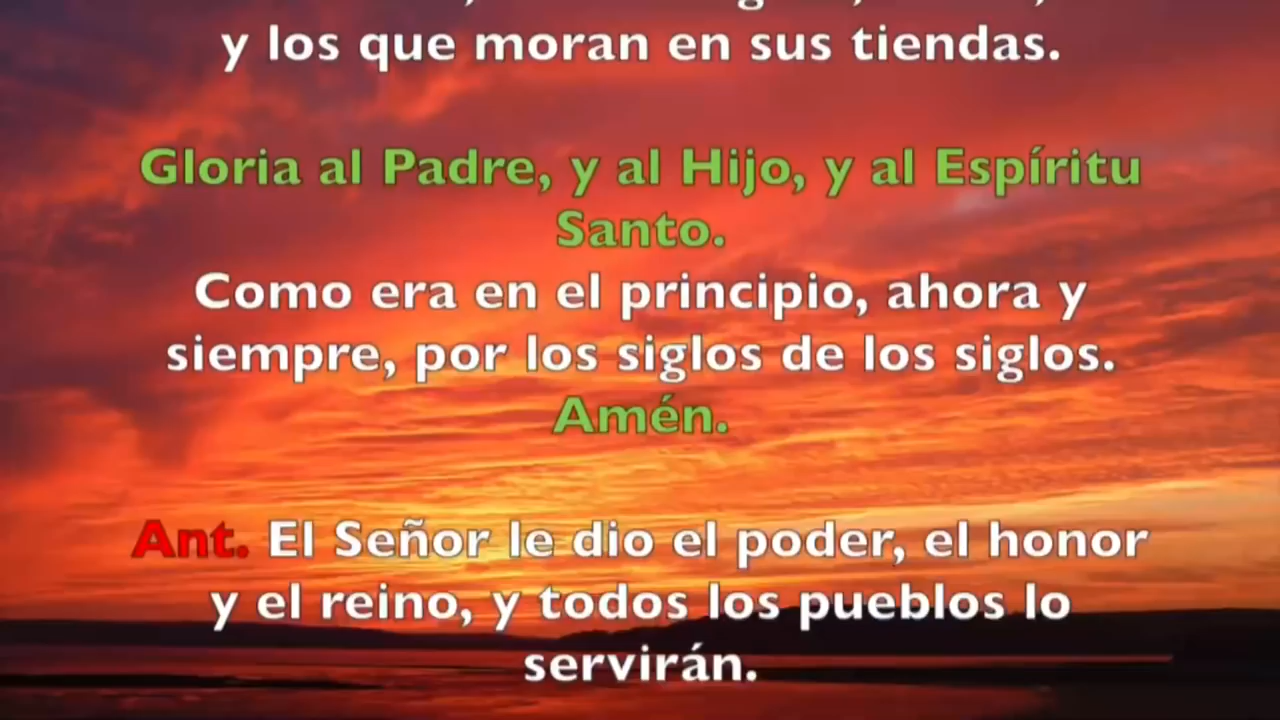 y los que moran en sus tiendas.
Gloria al Padre, y al Hijo, y al Espíritu
Santo.
Como era en el principio, ahora y
siempre, por los siglos de los siglos.
Amén.
Ant. El Señor le dio el poder, el honor
y el reino, y todos los pueblos lo
servirán.